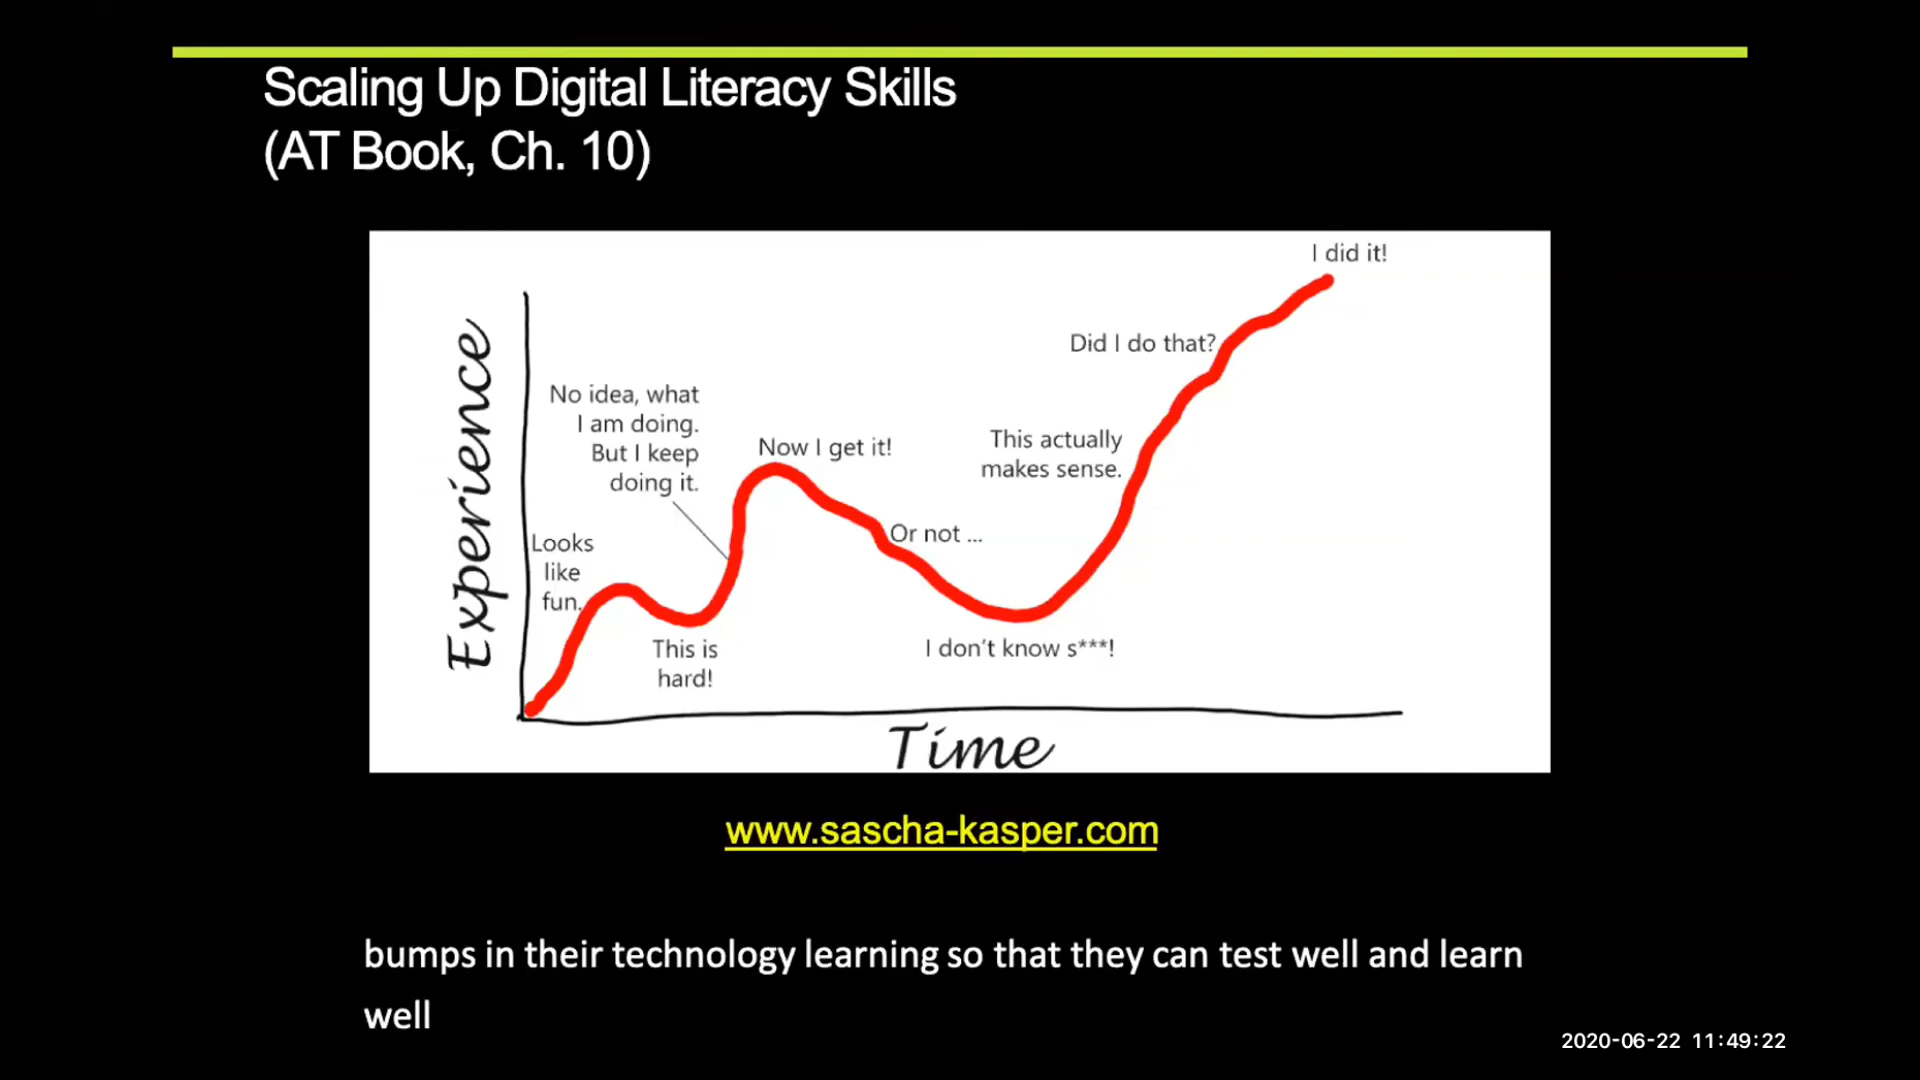 Scaling Up Digital Literacy Skills
(AT Book, Ch. 10)
I did it!
Did I do that?
No idea, what
I am doing.
But I keep
doing it.
Now I get it!
This actually
makes sense.
Or not ...
Looks
like
fun.
This is
hard!
I don't know s***!
Experience
Time
www.sascha-kasper.com
bumps in their technology learning so that they can test well and learn
well
2020-06-22 11:49:22